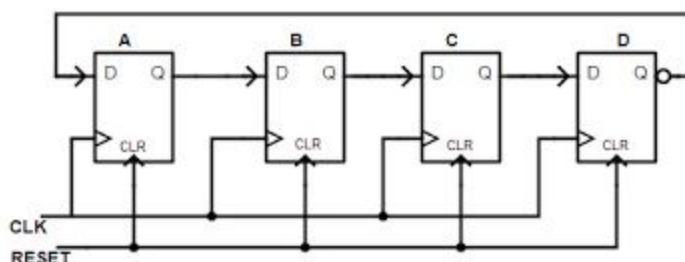 A B C D
D Q D Q D Q D Q
CLR CLR CLR CLR
CLK
RESET